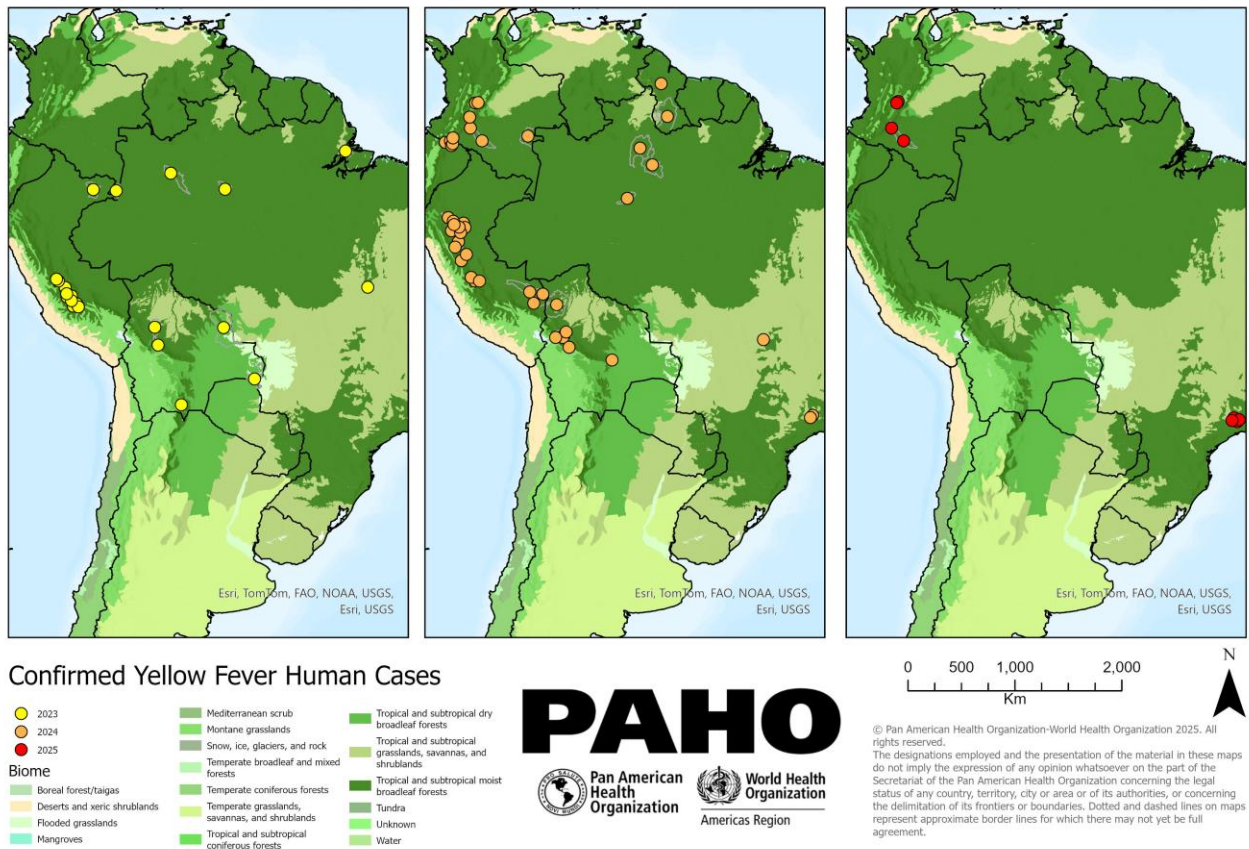 Esri, TomTom, FAO, NOAA, USGS,
Esri, USGS
Esri, TomTom, FAO, NOAA, USGS,
Esri, USGS
Esri, TomTom, FAO, NOAA, USGS,
Esri, USGS
Confirmed Yellow Fever Human Cases
2023
2024
2025
Biome
Boreal forest/taigas
Deserts and xeric shrublands
Flooded grasslands
Mangroves
Mediterranean scrub
Montane grasslands
Snow, ice, glaciers, and rock
Temperate broadleaf and mixed
forests
Temperate coniferous forests
Temperate grasslands,
savannas, and shrublands
Tropical and subtropical
coniferous forests
Tropical and subtropical dry
broadleaf forests
Tropical and subtropical
grasslands, savannas, and
shrublands
Tropical and subtropical moist
broadleaf forests
Tundra
Unknown
Water
PAHO
Pan American
Health
Organization
World Health
Organization
Americas Region
0 500 1,000 2,000
Km
N
© Pan American Health Organization-World Health Organization 2025. All
rights reserved.
The designations employed and the presentation of the material in these maps
do not imply the expression of any opinion whatsoever on the part of the
Secretariat of the Pan American Health Organization concerning the legal
status of any country, territory, city or area or of its authorities, or concerning
the delimitation of its frontiers or boundaries. Dotted and dashed lines on maps
represent approximate border lines for which there may not yet be full
agreement.